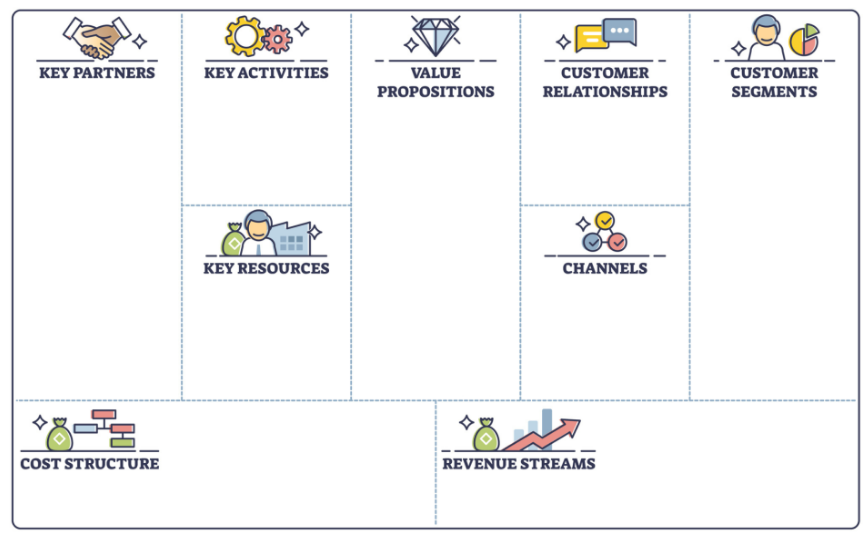 KEY PARTNERS
KEY ACTIVITIES
VALUE
PROPOSITIONS
CUSTOMER
RELATIONSHIPS
CUSTOMER
SEGMENTS
KEY RESOURCES
CHANNELS
COST STRUCTURE
REVENUE STREAMS